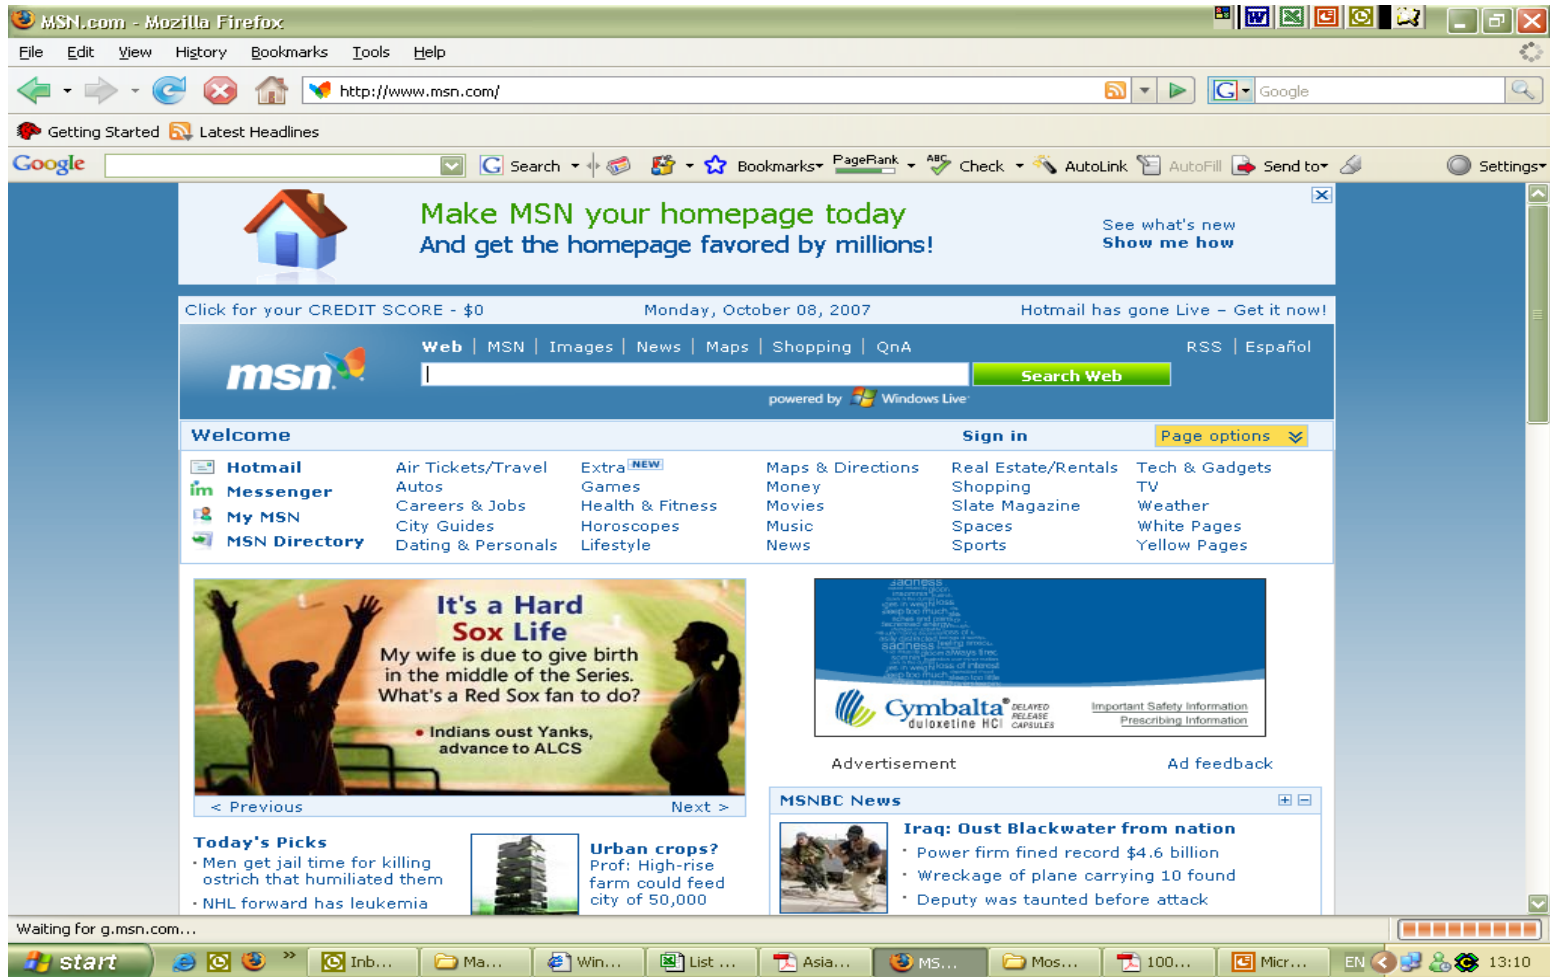 MSN.com - Mozilla Firefox
File Edit View History Bookmarks Tools Help
http://www.msn.com/
Google
Getting Started Latest Headlines
Google Search Bookmarks PageRank ABC Check AutoLink AutoFill Send to Settings
Make MSN your homepage today
And get the homepage favored by millions!
See what's new
Show me how
Click for your CREDIT SCORE - $0 Monday, October 08, 2007 Hotmail has gone Live – Get it now!
Web | MSN | Images | News | Maps | Shopping | QnA RSS | Español
msn
Search Web
powered by Windows Live
Welcome Sign in Page options
Hotmail Air Tickets/Travel Extra NEW Maps & Directions Real Estate/Rentals Tech & Gadgets
Messenger Autos Games Money Shopping TV
My MSN Careers & Jobs Health & Fitness Movies Slate Magazine Weather
City Guides Horoscopes Music Spaces White Pages
MSN Directory Dating & Personals Lifestyle News Sports Yellow Pages
It's a Hard
Sox Life
My wife is due to give birth
in the middle of the Series.
What's a Red Sox fan to do?
• Indians oust Yanks,
advance to ALCS
< Previous Next >
Today's Picks
· Men get jail time for killing
ostrich that humiliated them
· NHL forward has leukemia
Urban crops?
Prof: High-rise
farm could feed
city of 50,000
sadness
Cymbalta®
duloxetine HCl
DELAYED
RELEASE
CAPSULES
Important Safety Information
Prescribing Information
Advertisement Ad feedback
MSNBC News
Iraq: Oust Blackwater from nation
· Power firm fined record $4.6 billion
· Wreckage of plane carrying 10 found
· Deputy was taunted before attack
Waiting for g.msn.com...
start » Inb... Ma... Win... List ... Asia... MS... Mos... 100... Micr... EN 13:10